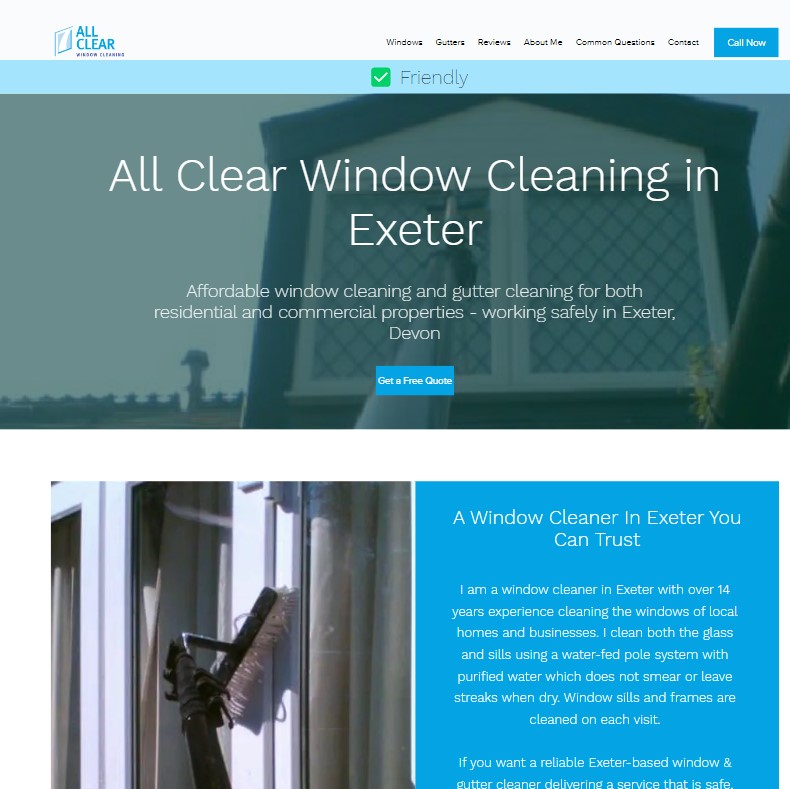 ALL
CLEAR
WINDOW CLEANING
Windows Gutters Reviews About Me Common Questions Contact Call Now
Friendly
All Clear Window Cleaning in
Exeter
Affordable window cleaning and gutter cleaning for both
residential and commercial properties - working safely in Exeter,
Devon
Get a Free Quote
A Window Cleaner In Exeter You
Can Trust
I am a window cleaner in Exeter with over 14
years experience cleaning the windows of local
homes and businesses. I clean both the glass
and sills using a water-fed pole system with
purified water which does not smear or leave
streaks when dry. Window sills and frames are
cleaned on each visit.
If you want a reliable Exeter-based window &
gutter cleaner delivering a service that is safe,